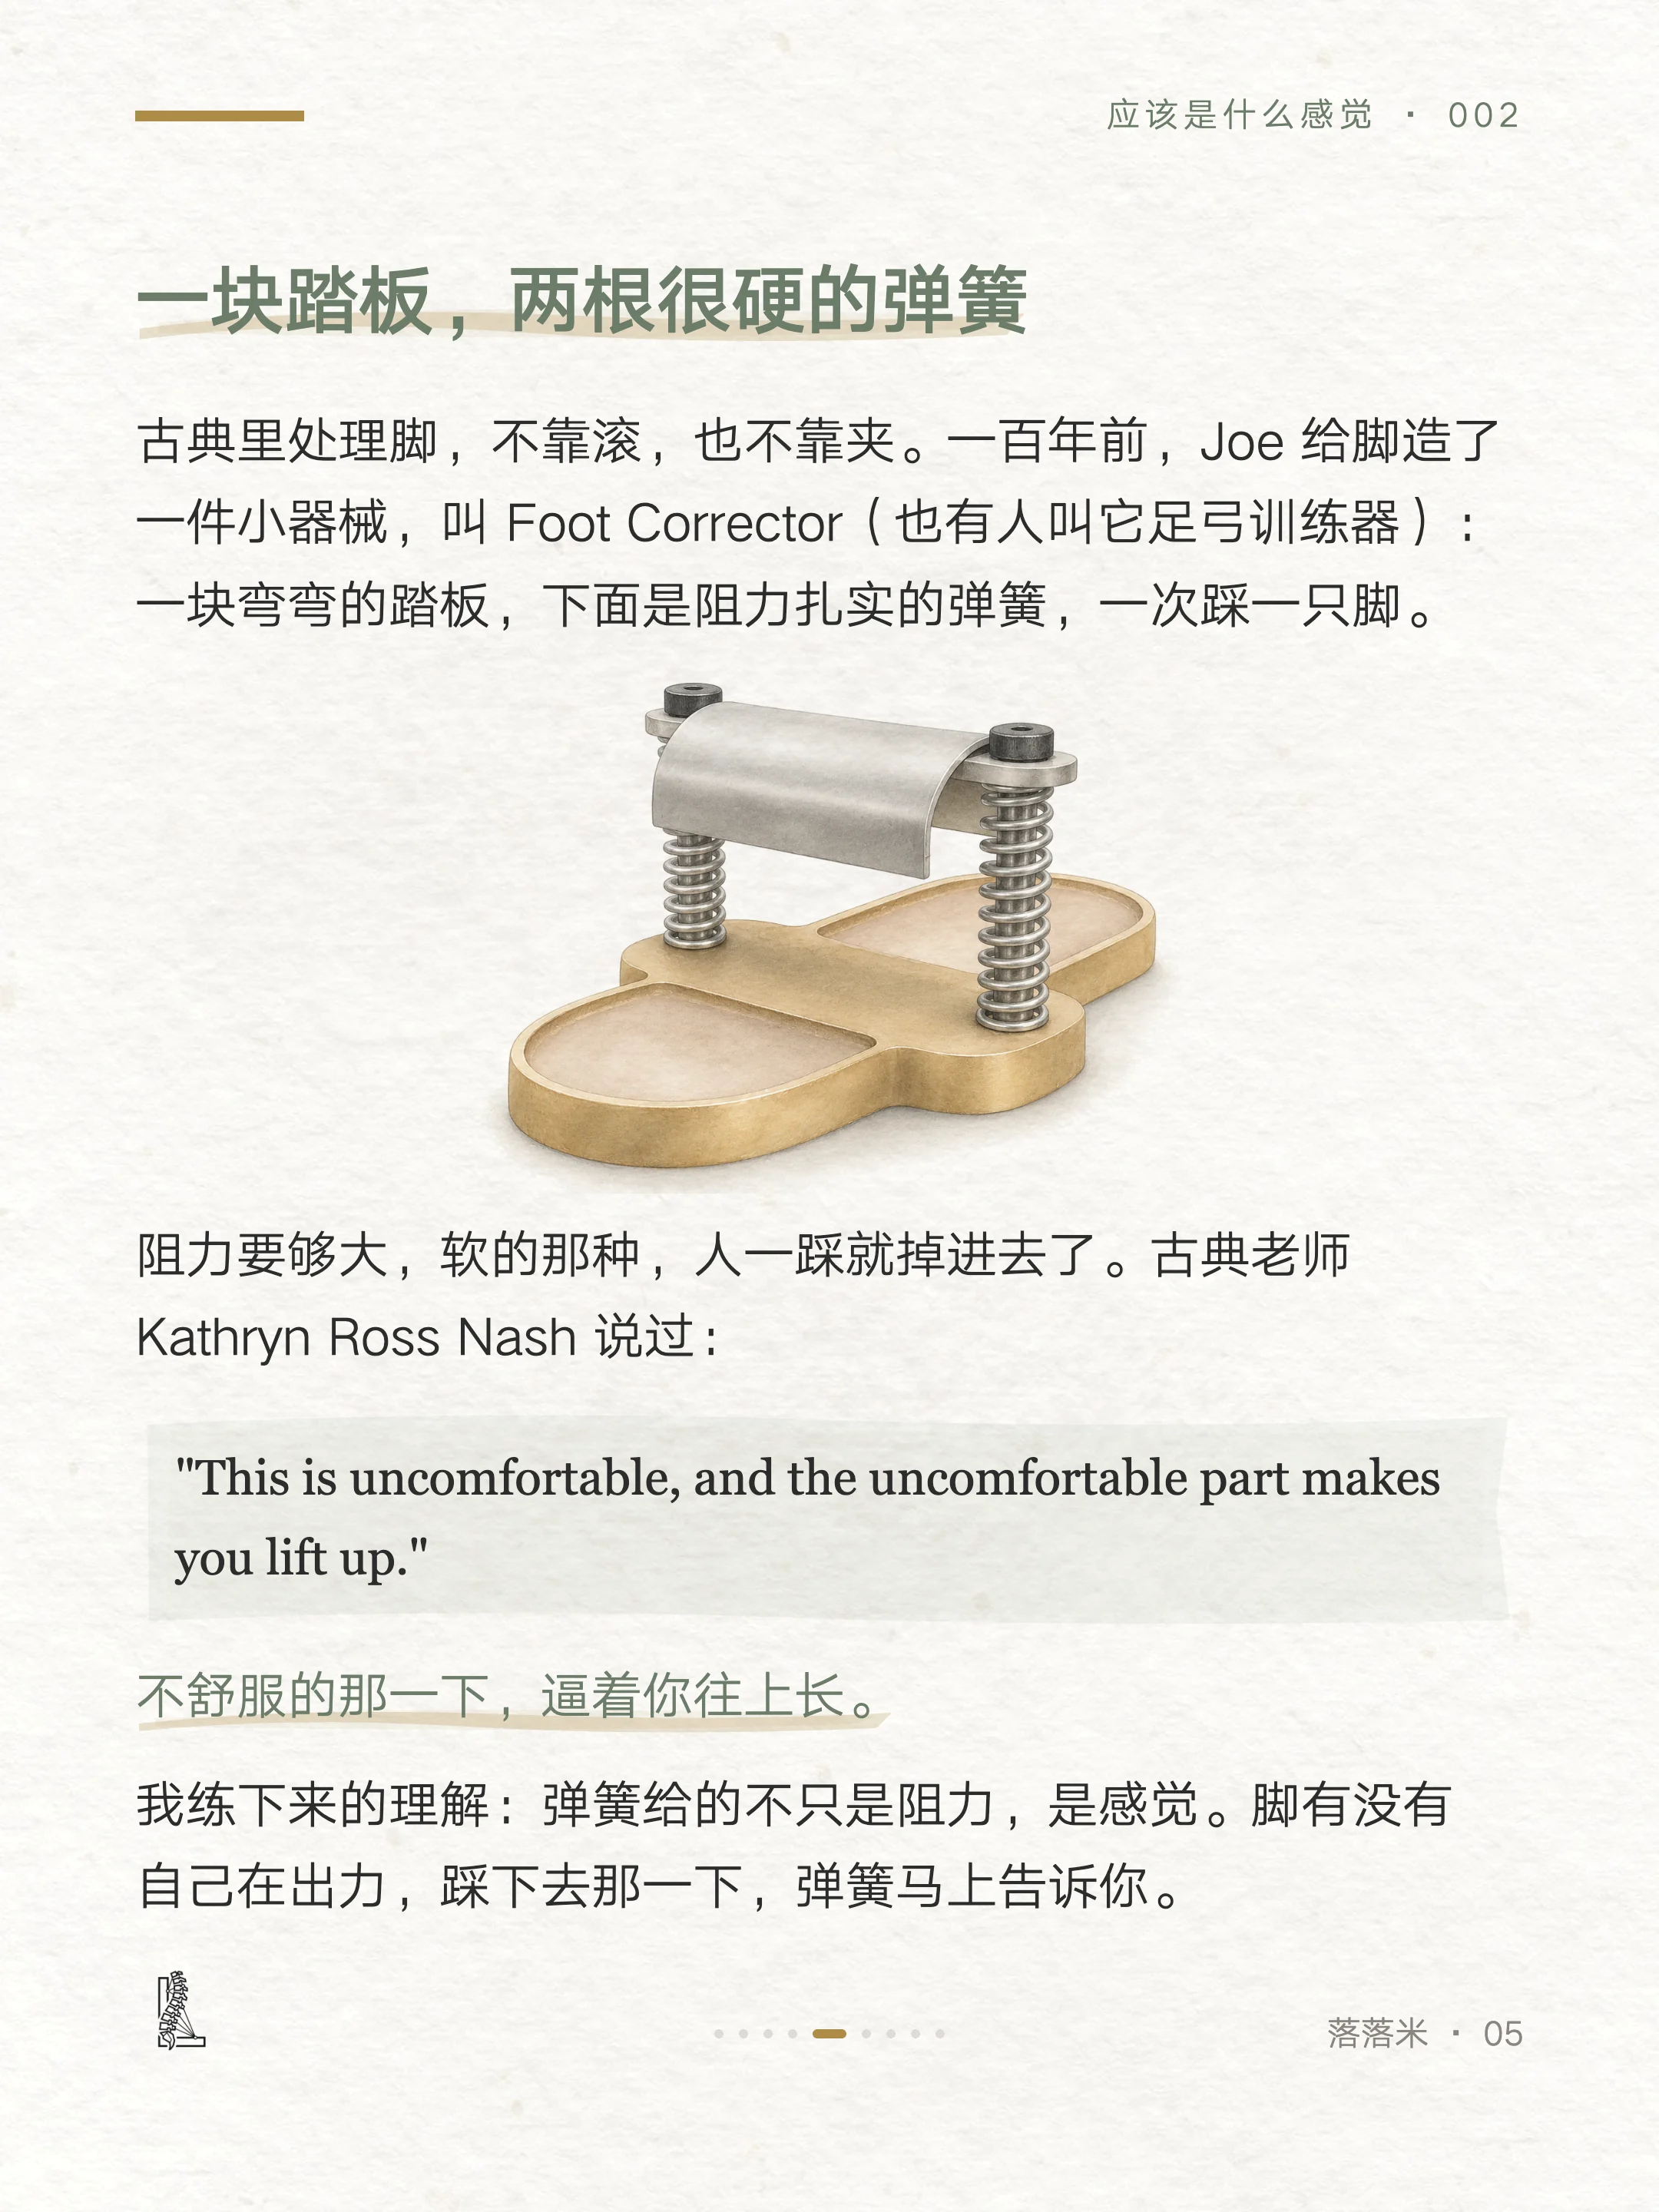 应该是什么感觉 · 002
一块踏板，两根很硬的弹簧
古典里处理脚，不靠滚，也不靠夹。一百年前，Joe 给脚造了
一件小器械，叫 Foot Corrector（也有人叫它足弓训练器）：
一块弯弯的踏板，下面是阻力扎实的弹簧，一次踩一只脚。
阻力要够大，软的那种，人一踩就掉进去了。古典老师
Kathryn Ross Nash 说过：
"This is uncomfortable, and the uncomfortable part makes
you lift up."
不舒服的那一下，逼着你往上长。
我练下来的理解：弹簧给的不只是阻力，是感觉。脚有没有
自己在出力，踩下去那一下，弹簧马上告诉你。
落落米 · 05